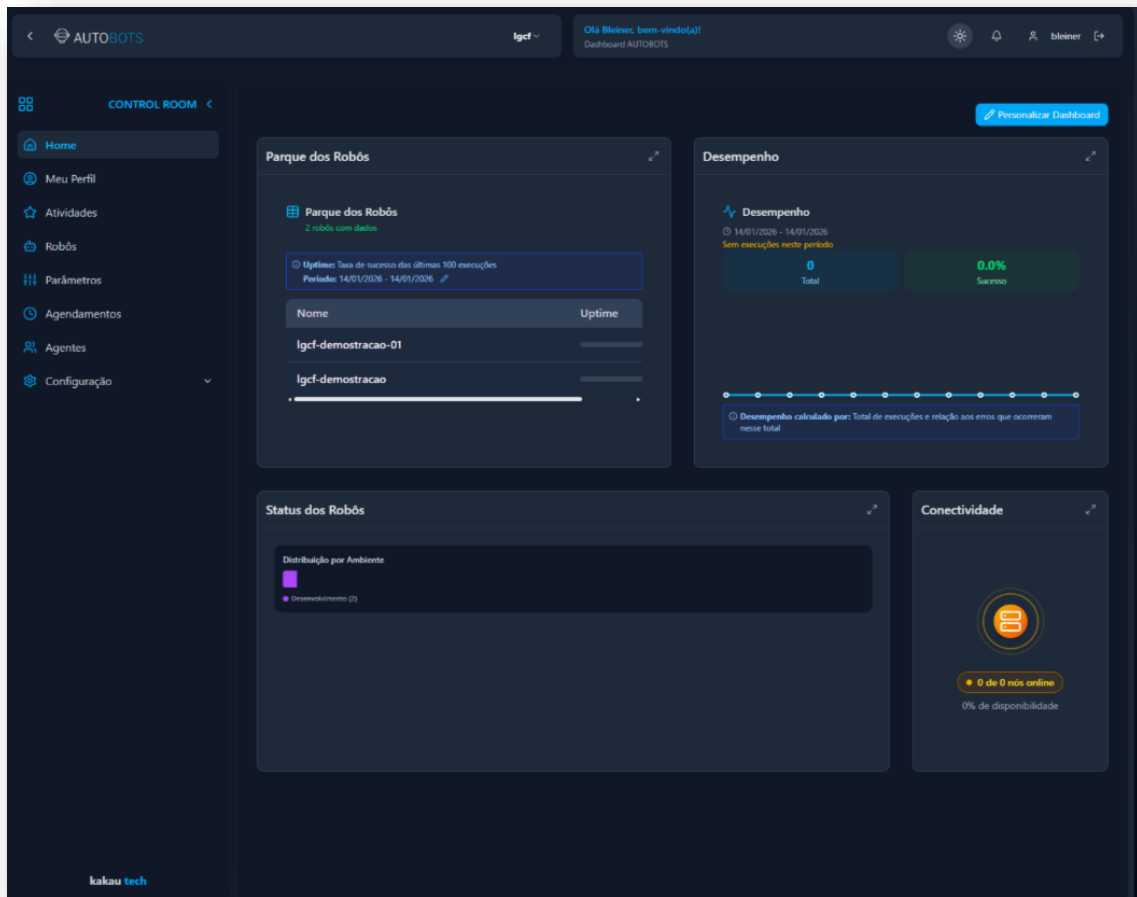 AUTOBOTS
lgcf
Olá Bleiner, bem-vindo(a)!
Dashboard AUTOBOTS
bleiner
CONTROL ROOM
Home
Meu Perfil
Atividades
Robôs
Parâmetros
Agendamentos
Agentes
Configuração
kakau tech
Personalizar Dashboard
Parque dos Robôs
Parque dos Robôs
2 robôs com dados
Uptime: Taxa de sucesso das últimas 100 execuções
Período: 14/01/2026 - 14/01/2026
Nome Uptime
lgcf-demostracao-01
lgcf-demostracao
Desempenho
Desempenho
14/01/2026 - 14/01/2026
Sem execuções neste período
0
Total
0.0%
Sucesso
Desempenho calculado por: Total de execuções e relação aos erros que ocorreram
nesse total
Status dos Robôs
Distribuição por Ambiente
Desenvolvimento (2)
Conectividade
0 de 0 nós online
0% de disponibilidade